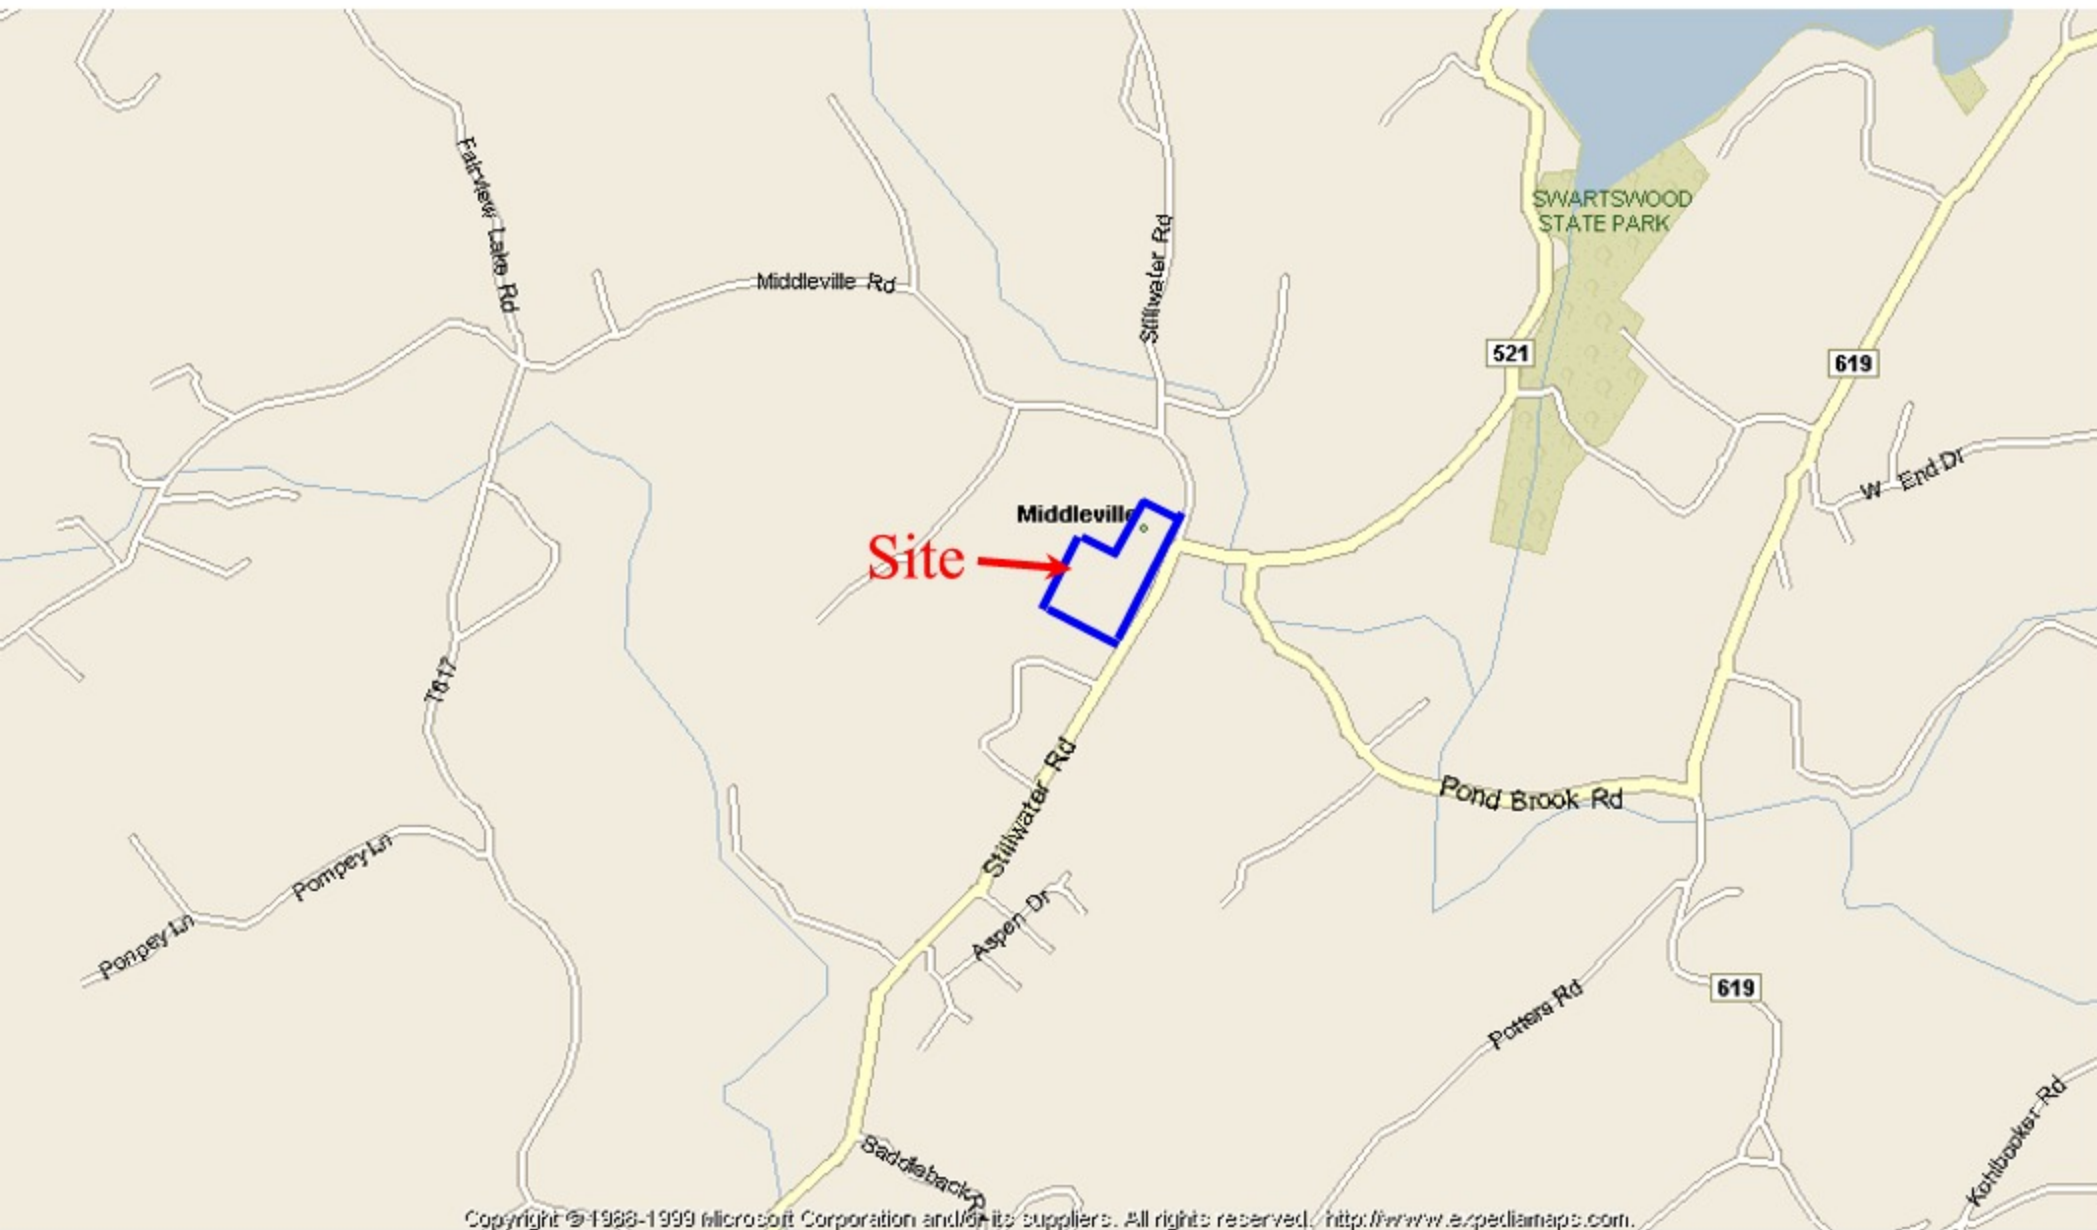 Fairview Lake Rd
SWARTSWOOD
STATE PARK
Stillwater Rd
Middleville Rd
521
619
W End Dr
Middleville
Site
T617
Stillwater Rd
Pond Brook Rd
Pompey Ln
Ponpey Ln
Aspen Dr
619
Potters Rd
Kohlbocker Rd
Saddleback R
Copyright © 1988-1999 Microsoft Corporation and/or its suppliers. All rights reserved. http://www.expediamaps.com.